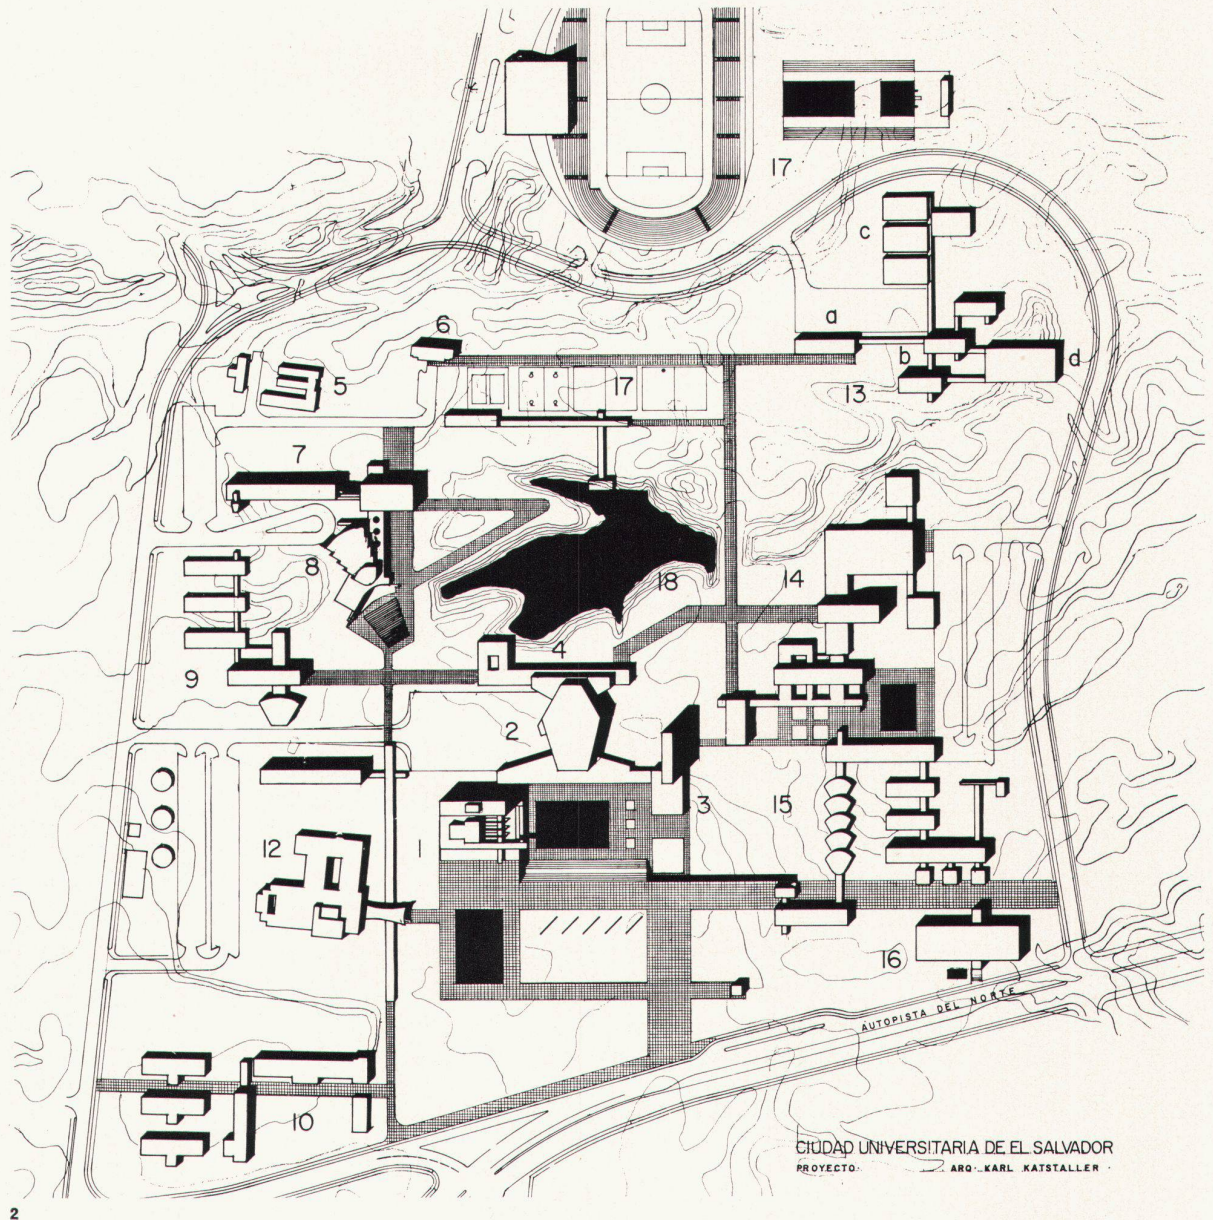 17
c
a
6
b
d
5
17
13
7
8
18
14
4
9
2
3
15
12
1
16
AUTOPISTA DEL NORTE
10
CIUDAD UNIVERSITARIA DE EL SALVADOR
PROYECTO ARQ. KARL KATSTALLER
2